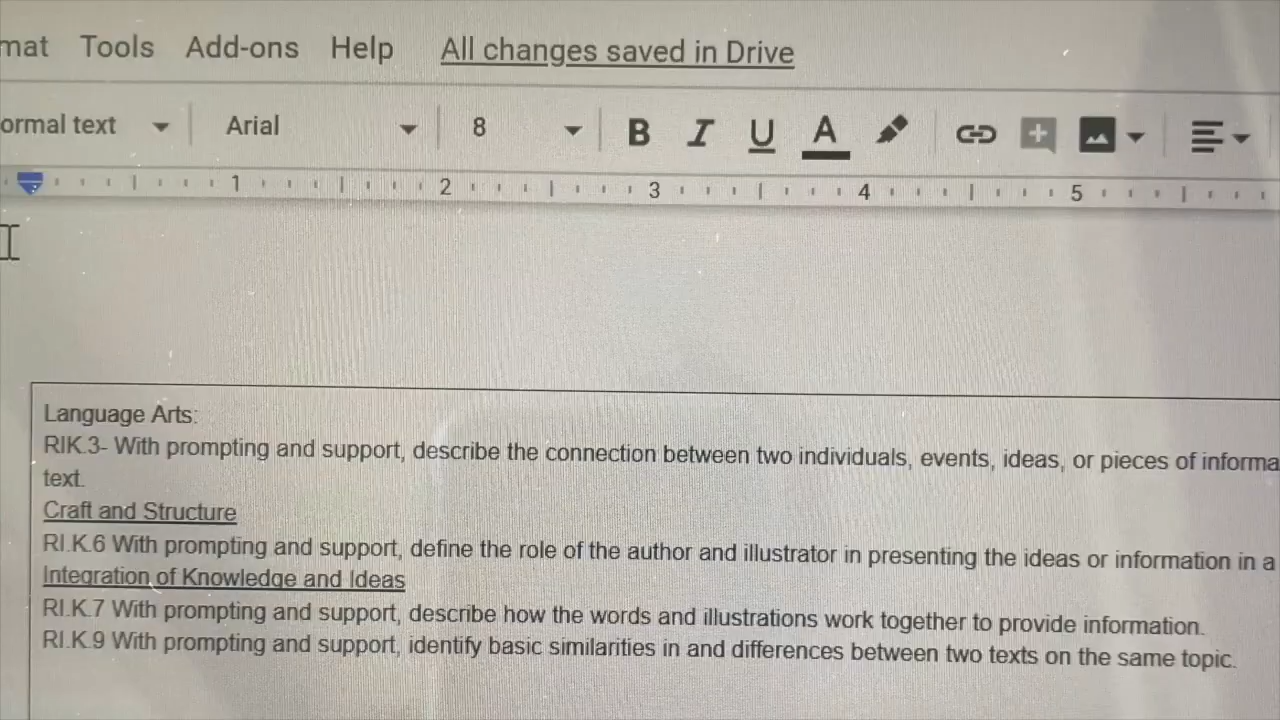 mat Tools Add-ons Help All changes saved in Drive
ormal text Arial 8 B I U A
1 2 3 4 5
Language Arts:
RIK.3- With prompting and support, describe the connection between two individuals, events, ideas, or pieces of informa
text.
Craft and Structure
RI.K.6 With prompting and support, define the role of the author and illustrator in presenting the ideas or information in a
Integration of Knowledge and Ideas
RI.K.7 With prompting and support, describe how the words and illustrations work together to provide information.
RI.K.9 With prompting and support, identify basic similarities in and differences between two texts on the same topic.